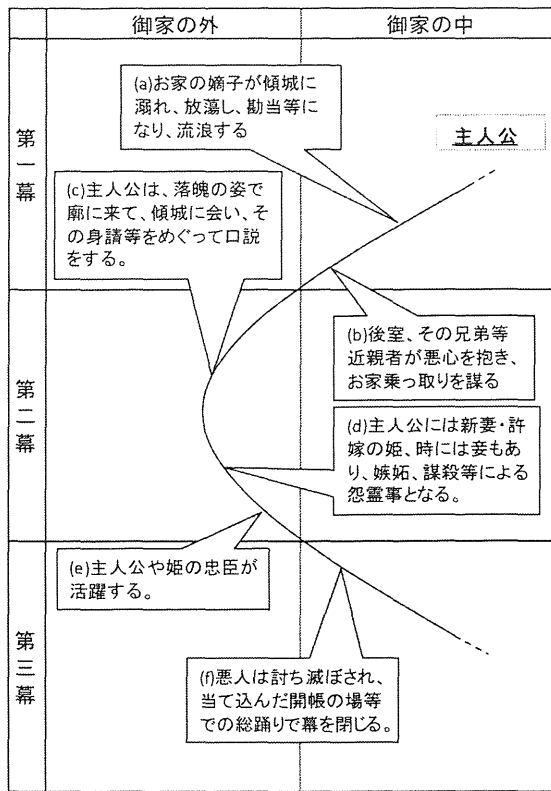 御家の外
御家の中
第一幕
(a)お家の嫡子が傾城に
溺れ、放蕩し、勘当等に
なり、流浪する
主人公
(c)主人公は、落魄の姿で
廓に来て、傾城に会い、そ
の身請等をめぐって口説
をする。
(b)後室、その兄弟等
近親者が悪心を抱き、
お家乗っ取りを謀る
第二幕
(d)主人公には新妻・許
嫁の姫、時には妾もあ
り、嫉妬、謀殺等による
怨霊事となる。
(e)主人公や姫の忠臣が
活躍する。
第三幕
(f)悪人は討ち滅ぼされ、
当て込んだ開帳の場等
での総踊りで幕を閉じる。